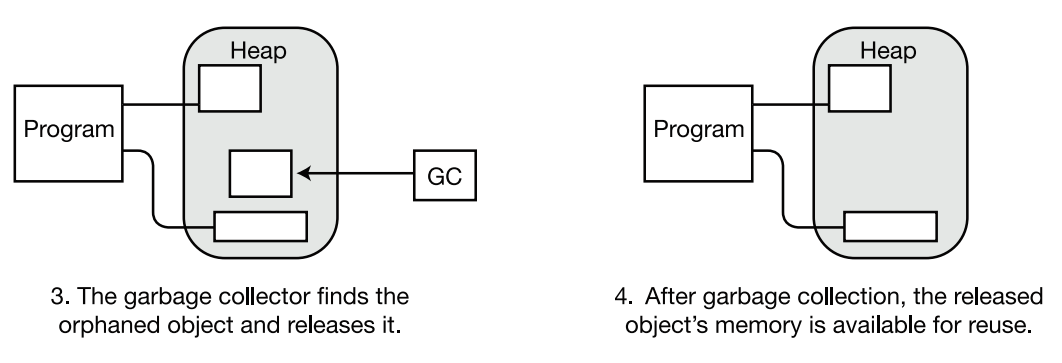 Heap
Program
GC
3. The garbage collector finds the
orphaned object and releases it.
Heap
Program
4. After garbage collection, the released
object's memory is available for reuse.